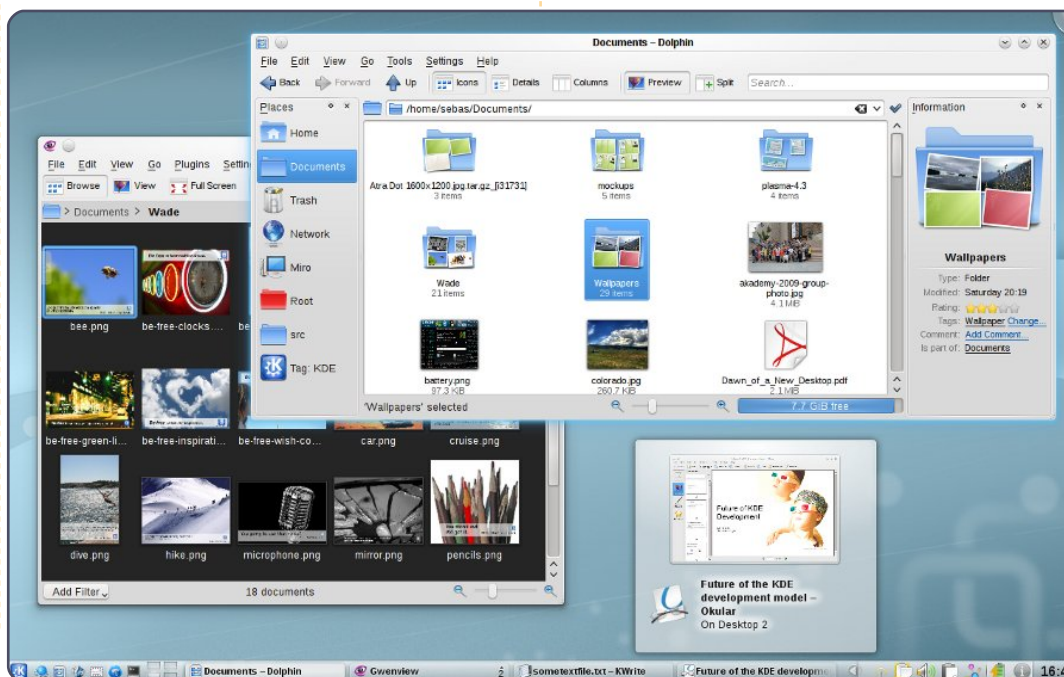 Documents – Dolphin
File Edit View Go Tools Settings Help
Back Forward Up Icons Details Columns Preview Split Search...
Places
Home
Documents
Trash
Network
Miro
Root
src
Tag: KDE
/home/sebas/Documents/
Atra Dot 1600x1200.jpg.tar.gz_[i31731]
3 items
mockups
5 items
plasma-4.3
4 items
Wade
21 items
Wallpapers
29 items
akademy-2009-group-
photo.jpg
4.1 MiB
battery.png
97.3 KiB
colorado.jpg
260.7 KiB
Dawn_of_a_New_Desktop.pdf
2.1 MiB
'Wallpapers' selected
7.7 GiB free
Information
Wallpapers
Type: Folder
Modified: Saturday 20:19
Rating:
Tags: Wallpaper Change...
Comment: Add Comment...
Is part of: Documents
File Edit View Go Plugins Settin
Browse View Full Screen
> Documents > Wade
bee.png
be-free-clocks....
be-free-green-li...
be-free-inspirati...
be-free-wish-co...
car.png
cruise.png
dive.png
hike.png
microphone.png
mirror.png
pencils.png
Add Filter
18 documents
Future of KDE
Development
Future of the KDE
development model –
Okular
On Desktop 2
Documents – Dolphin
Gwenview
2
sometextfile.txt – KWrite
Future of the KDE developm
16:4